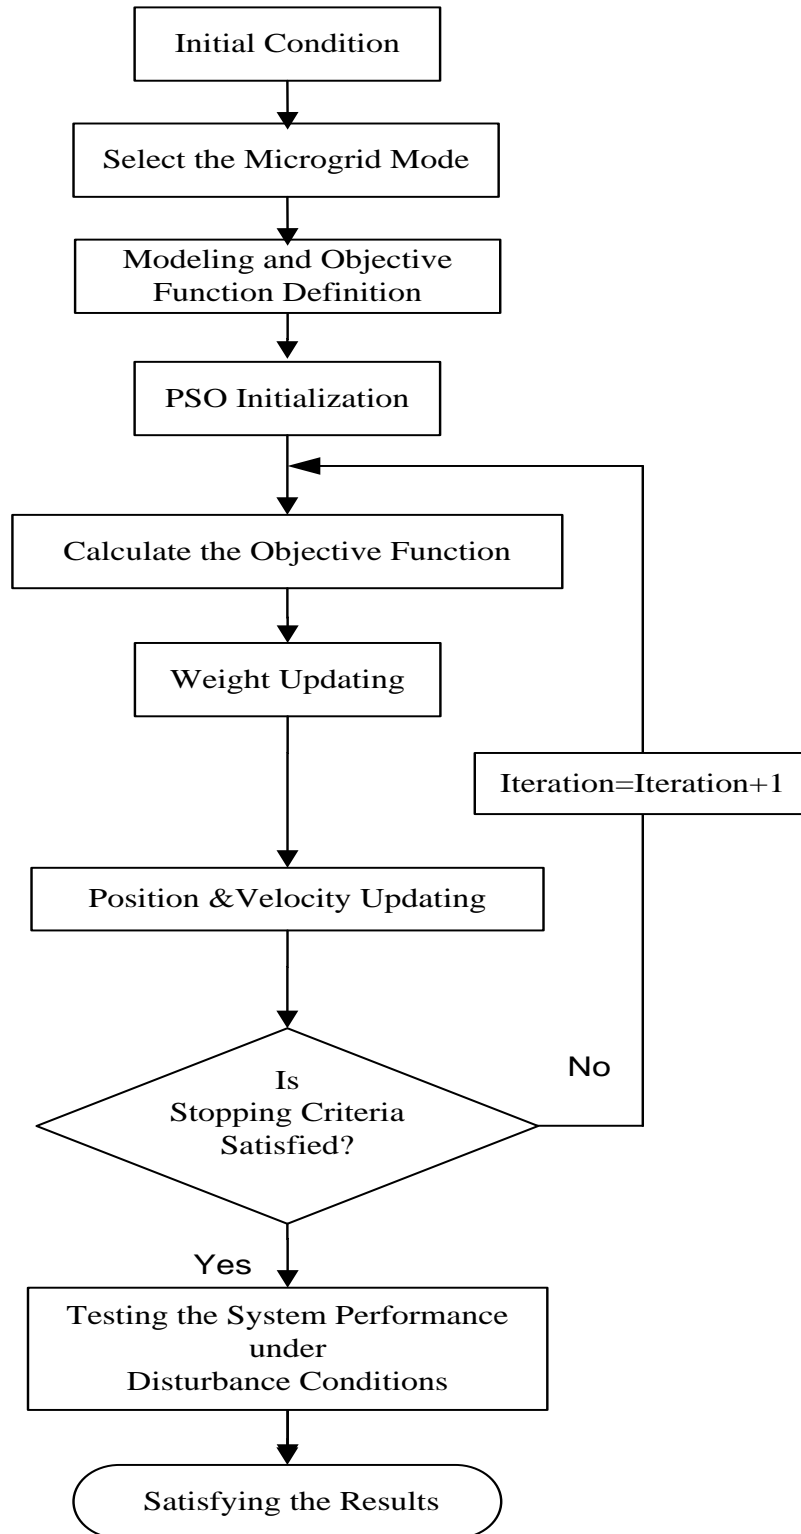 Initial Condition
Select the Microgrid Mode
Modeling and Objective
Function Definition
PSO Initialization
Calculate the Objective Function
Weight Updating
Iteration=Iteration+1
Position &Velocity Updating
Is
Stopping Criteria
Satisfied?
No
Yes
Testing the System Performance
under
Disturbance Conditions
Satisfying the Results